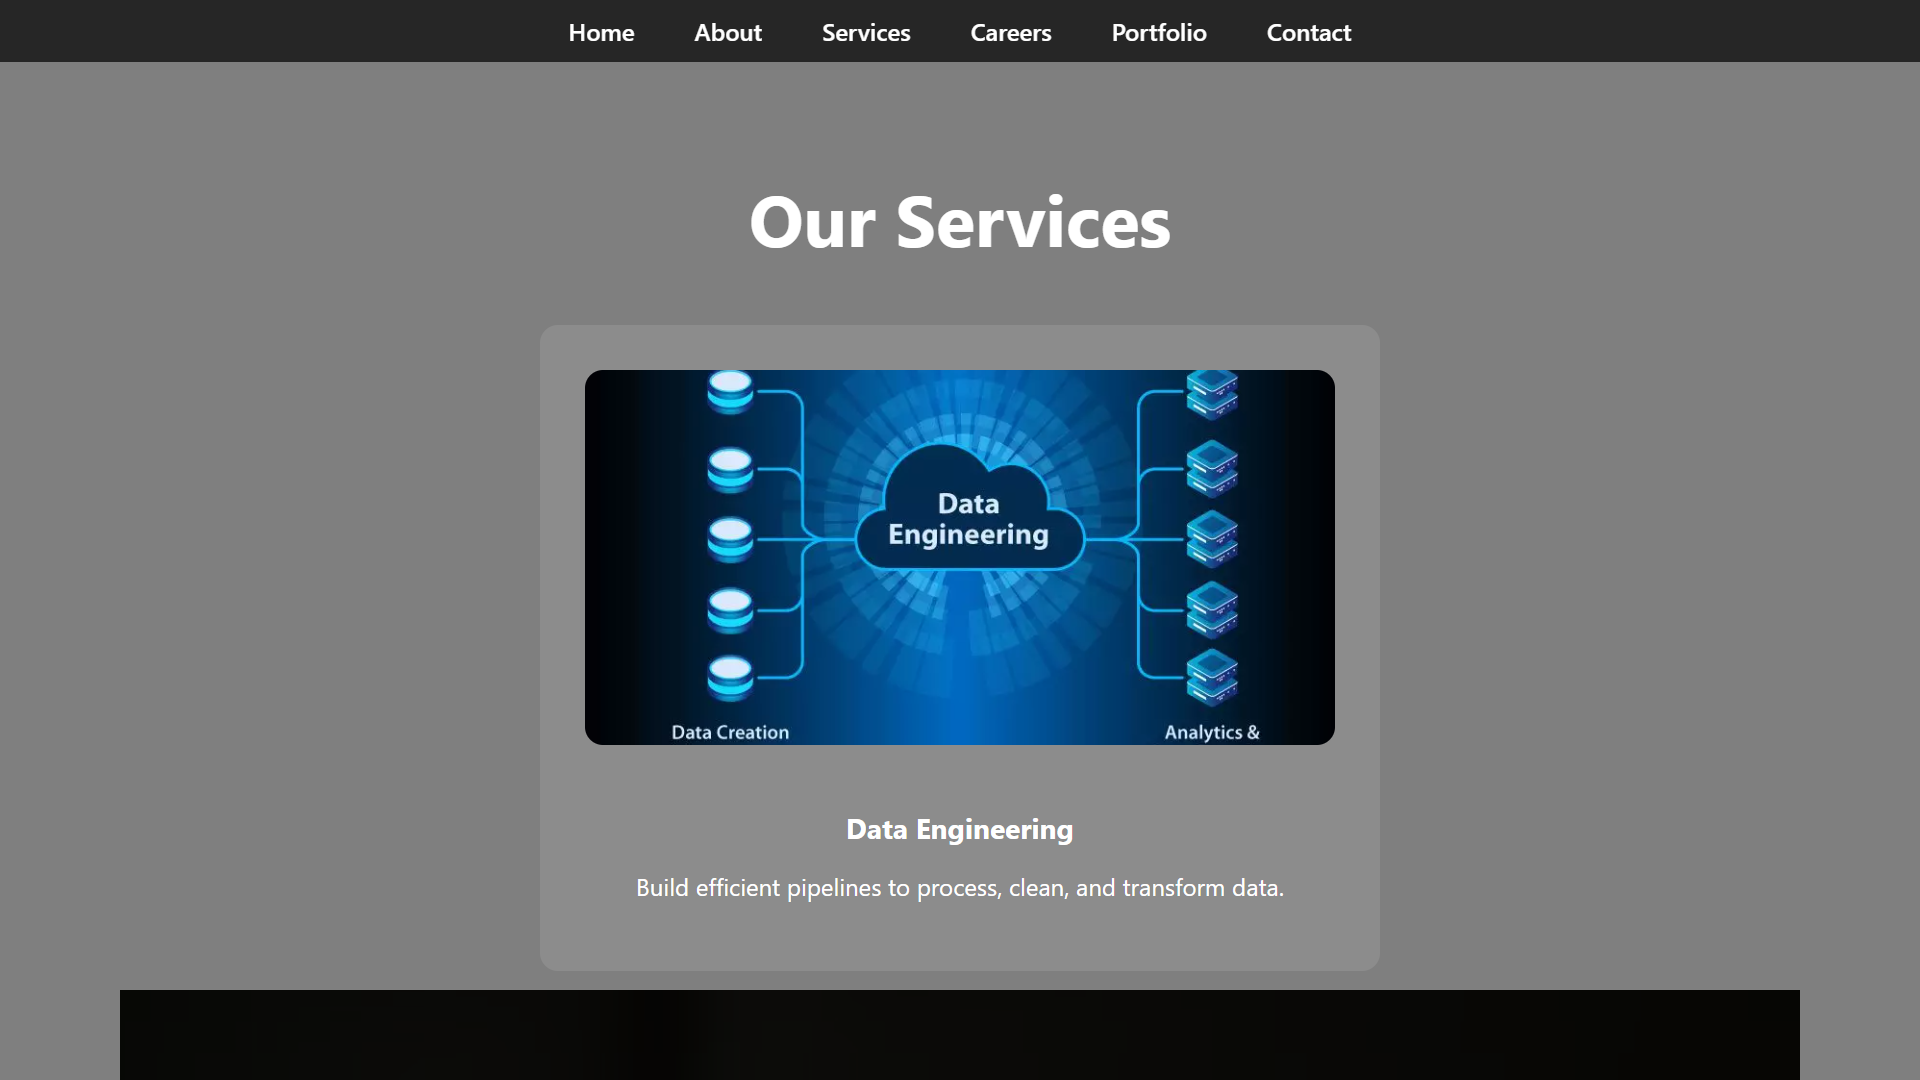 Home About Services Careers Portfolio Contact
Our Services
Data
Engineering
Data Creation
Analytics &
Data Engineering
Build efficient pipelines to process, clean, and transform data.